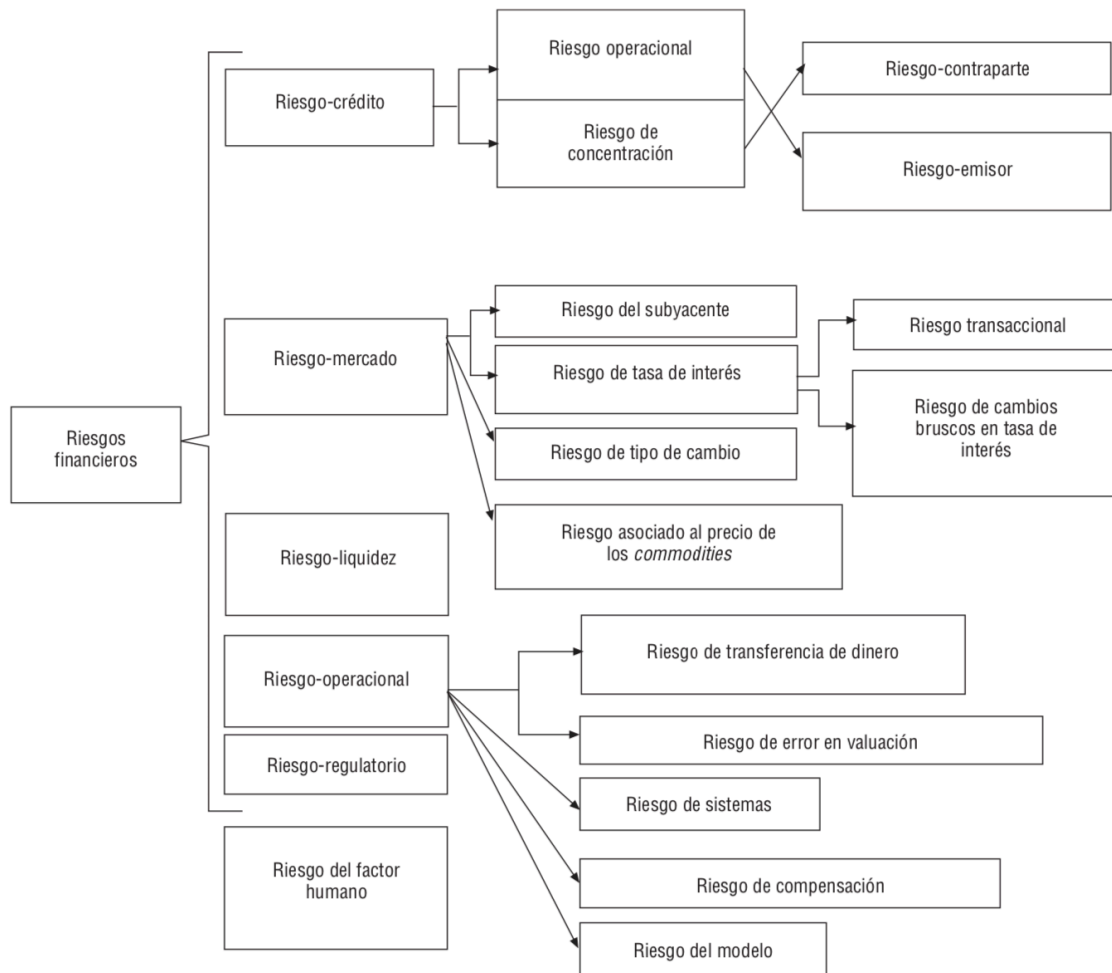 Riesgos
financieros
Riesgo-crédito
Riesgo operacional
Riesgo de
concentración
Riesgo-contraparte
Riesgo-emisor
Riesgo-mercado
Riesgo del subyacente
Riesgo de tasa de interés
Riesgo transaccional
Riesgo de cambios
bruscos en tasa de
interés
Riesgo de tipo de cambio
Riesgo asociado al precio de
los commodities
Riesgo-liquidez
Riesgo-operacional
Riesgo de transferencia de dinero
Riesgo de error en valuación
Riesgo de sistemas
Riesgo de compensación
Riesgo del modelo
Riesgo-regulatorio
Riesgo del factor
humano